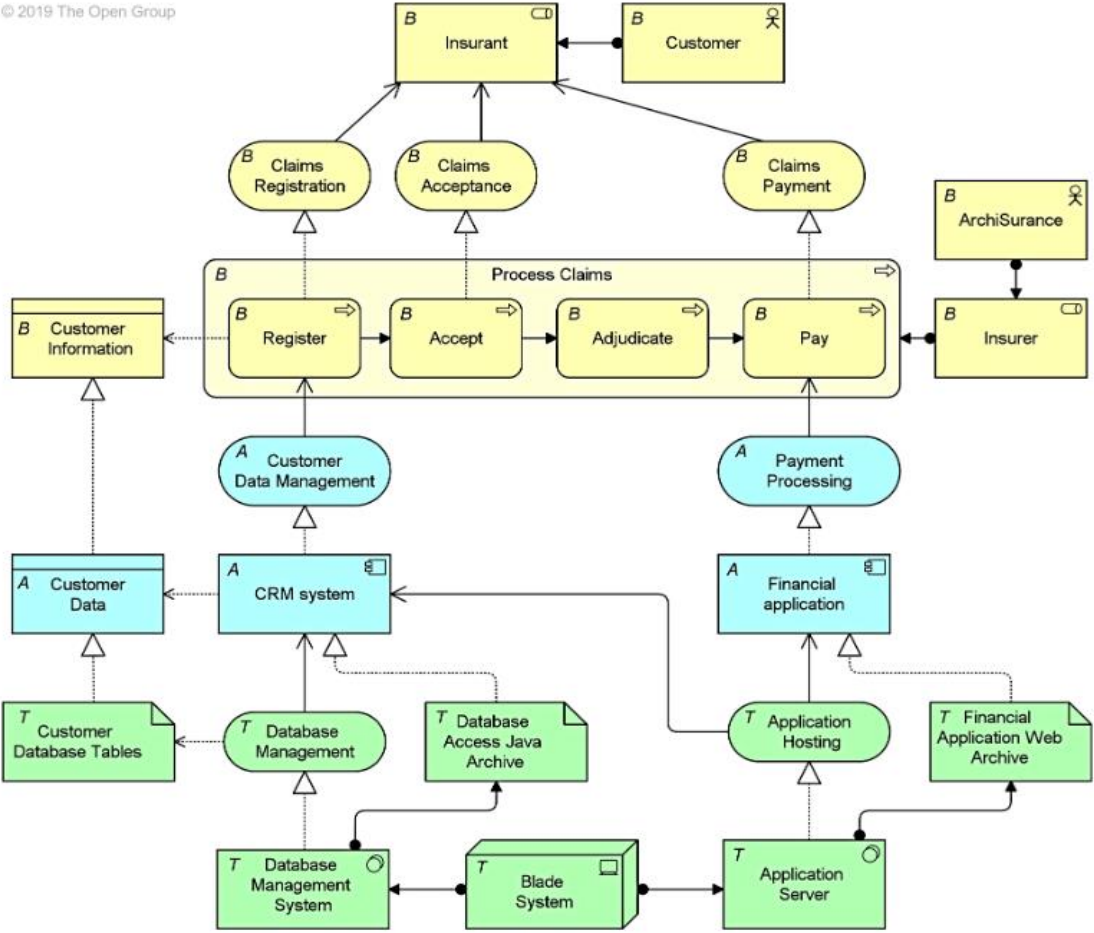 © 2019 The Open Group
B
Insurant
B
Customer
B
Claims
Registration
B
Claims
Acceptance
B
Claims
Payment
B
ArchiSurance
B
Process Claims
B
Customer
Information
B
Register
B
Accept
B
Adjudicate
B
Pay
B
Insurer
A
Customer
Data Management
A
Payment
Processing
A
Customer
Data
A
CRM system
A
Financial
application
T
Customer
Database Tables
T
Database
Management
T
Database
Access Java
Archive
T
Application
Hosting
T
Financial
Application Web
Archive
T
Database
Management
System
T
Blade
System
T
Application
Server